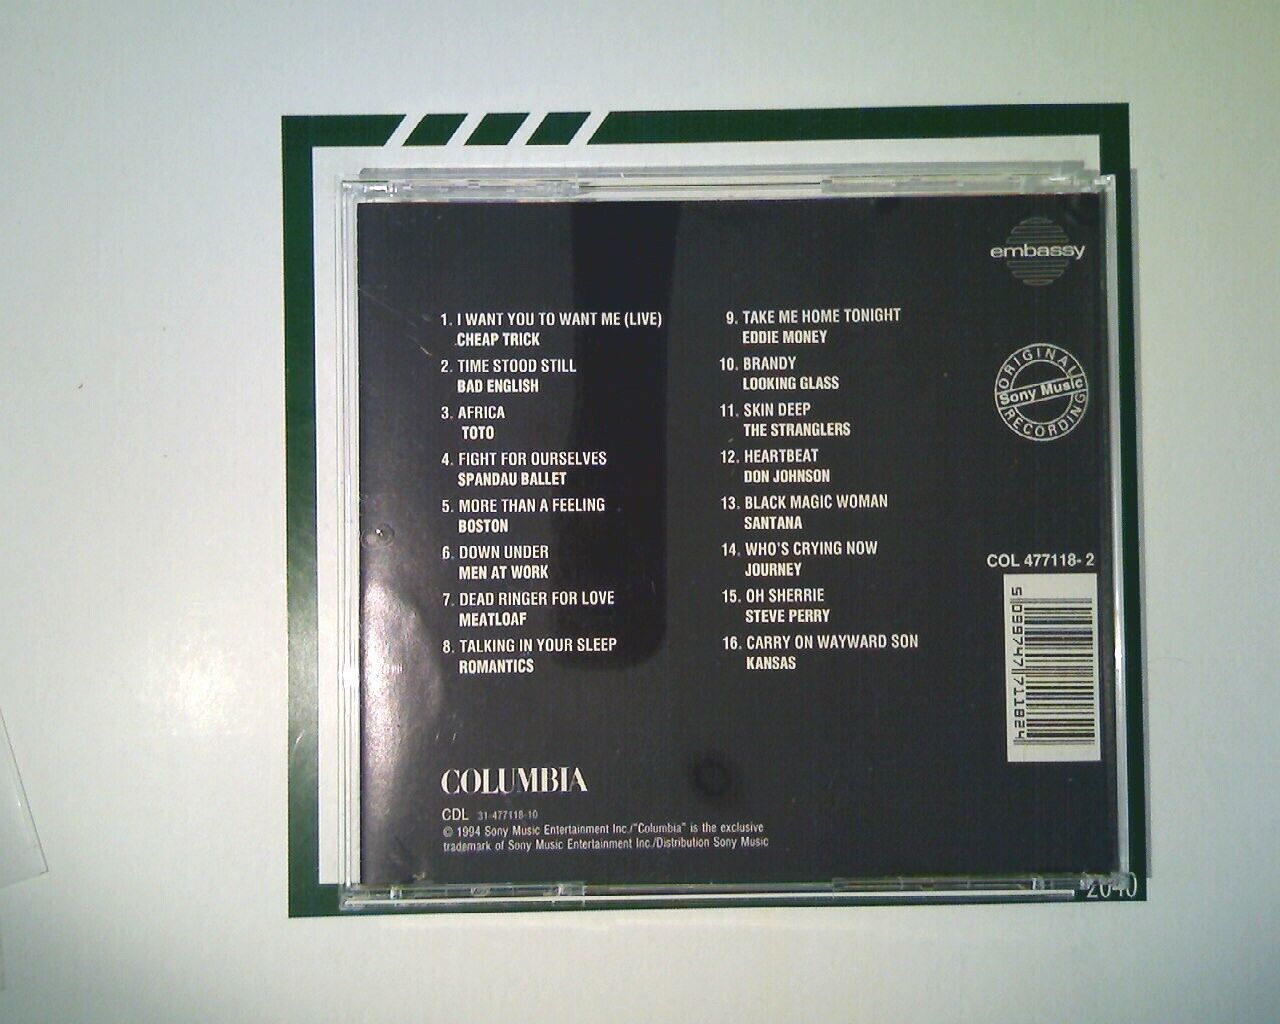 embassy
1. I WANT YOU TO WANT ME (LIVE)
CHEAP TRICK
2. TIME STOOD STILL
BAD ENGLISH
3. AFRICA
TOTO
4. FIGHT FOR OURSELVES
SPANDAU BALLET
5. MORE THAN A FEELING
BOSTON
6. DOWN UNDER
MEN AT WORK
7. DEAD RINGER FOR LOVE
MEATLOAF
8. TALKING IN YOUR SLEEP
ROMANTICS
9. TAKE ME HOME TONIGHT
EDDIE MONEY
10. BRANDY
LOOKING GLASS
11. SKIN DEEP
THE STRANGLERS
12. HEARTBEAT
DON JOHNSON
13. BLACK MAGIC WOMAN
SANTANA
14. WHO'S CRYING NOW
JOURNEY
15. OH SHERRIE
STEVE PERRY
16. CARRY ON WAYWARD SON
KANSAS
ORIGINAL
Sony Music
RECORDING
COL 477118-2
5 099747 711824
COLUMBIA
CDL 31-477118-10
© 1994 Sony Music Entertainment Inc./"Columbia" is the exclusive
trademark of Sony Music Entertainment Inc./Distribution Sony Music
2040